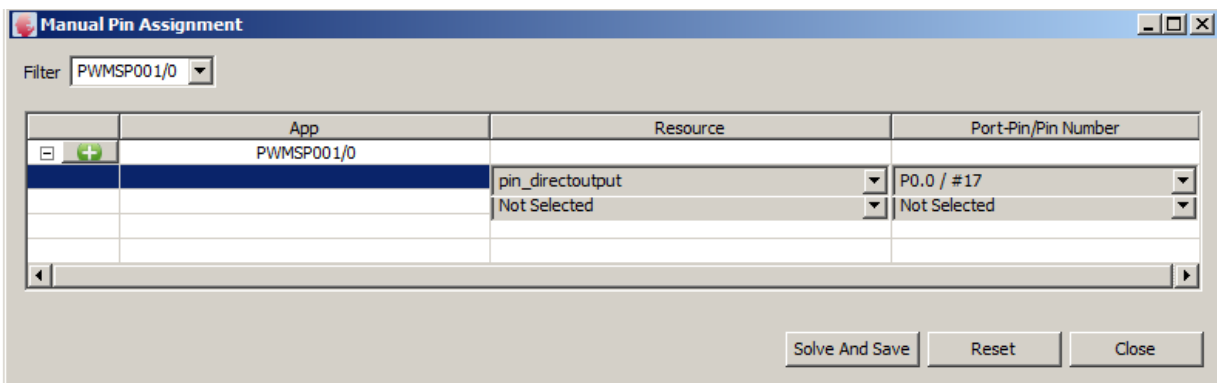 Manual Pin Assignment
Filter PWMSP001/0
App Resource Port-Pin/Pin Number
PWMSP001/0
pin_directoutput P0.0 / #17
Not Selected Not Selected
Solve And Save Reset Close